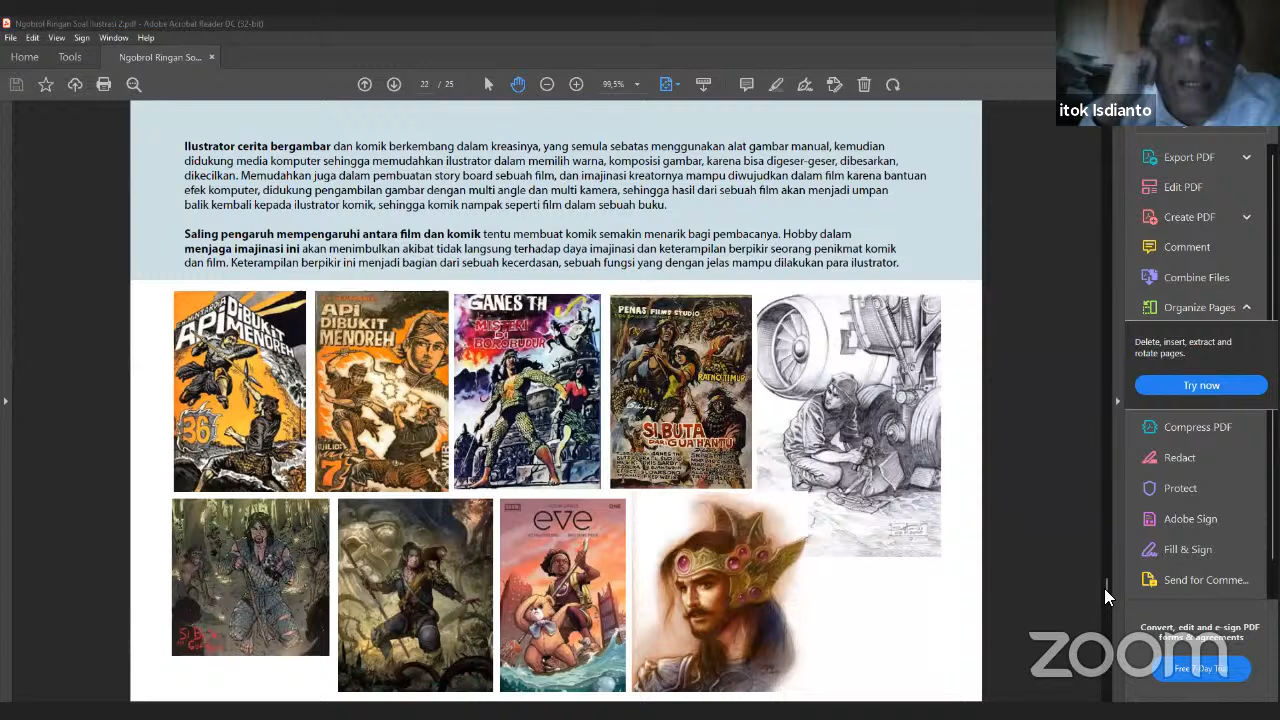 Ngobrol Ringan Soal Ilustrasi 2.pdf - Adobe Acrobat Reader DC (32-bit)
File Edit View Sign Window Help
Home Tools Ngobrol Ringan So... ×
22 / 25 99,5%
itok Isdianto
Ilustrator cerita bergambar dan komik berkembang dalam kreasinya, yang semula sebatas menggunakan alat gambar manual, kemudian
didukung media komputer sehingga memudahkan ilustrator dalam memilih warna, komposisi gambar, karena bisa digeser-geser, dibesarkan,
dikecilkan. Memudahkan juga dalam pembuatan story board sebuah film, dan imajinasi kreatornya mampu diwujudkan dalam film karena bantuan
efek komputer, didukung pengambilan gambar dengan multi angle dan multi kamera, sehingga hasil dari sebuah film akan menjadi umpan
balik kembali kepada ilustrator komik, sehingga komik nampak seperti film dalam sebuah buku.
Saling pengaruh mempengaruhi antara film dan komik tentu membuat komik semakin menarik bagi pembacanya. Hobby dalam
menjaga imajinasi ini akan menimbulkan akibat tidak langsung terhadap daya imajinasi dan keterampilan berpikir seorang penikmat komik
dan film. Keterampilan berpikir ini menjadi bagian dari sebuah kecerdasan, sebuah fungsi yang dengan jelas mampu dilakukan para ilustrator.
API DIBUKIT MENOREH
36
API
DIBUKIT
MENOREH
7
GANES TH
MISTERI
DI
BOROBUDUR
PENAS FILMS STUDIO
RATNO TIMUR
SI BUTA
DARI GUA HANTU
eve
Export PDF
Edit PDF
Create PDF
Comment
Combine Files
Organize Pages
Delete, insert, extract and
rotate pages.
Try now
Compress PDF
Redact
Protect
Adobe Sign
Fill & Sign
Send for Comme...
Convert, edit and e-sign PDF
forms & agreements
Free 7-Day Trial
zoom